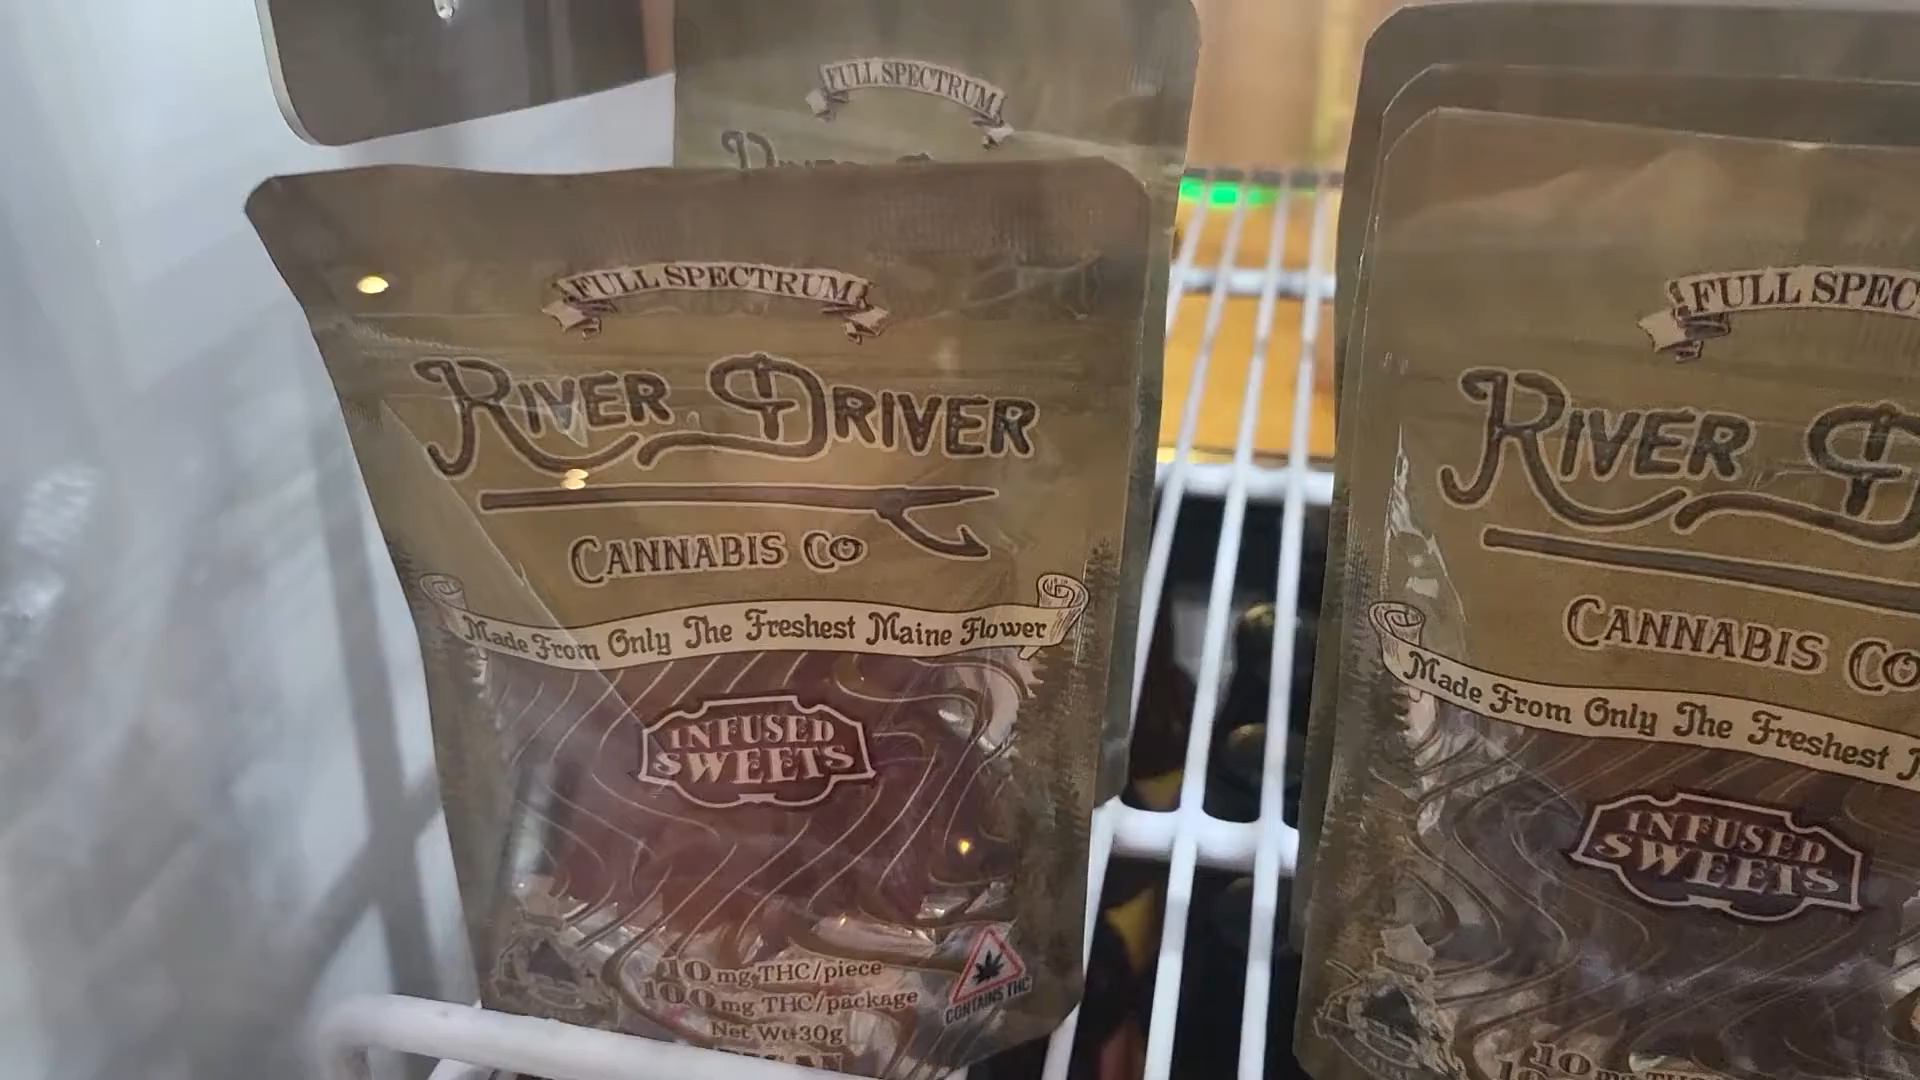 FULL SPECTRUM
FULL SPECTRUM
RIVER DRIVER
CANNABIS CO
Made From Only The Freshest Maine Flower
INFUSED
SWEETS
10 mg THC/piece
100 mg THC/package
Net Wt 30g
CONTAINS THC
FULL SPEC
RIVER D
CANNABIS CO
Made From Only The Freshest
INFUSED
SWEETS
10 mg